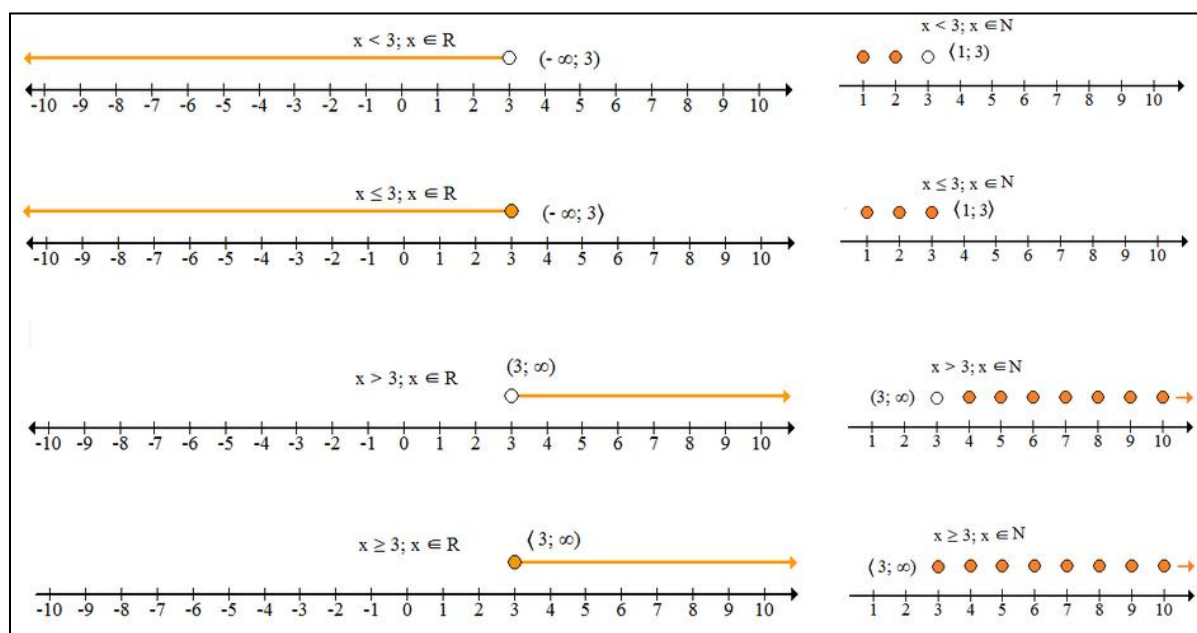 x < 3; x ∈ R
(- ∞; 3)
-10 -9 -8 -7 -6 -5 -4 -3 -2 -1 0 1 2 3 4 5 6 7 8 9 10
x < 3; x ∈ N
⟨1; 3)
1 2 3 4 5 6 7 8 9 10
x ≤ 3; x ∈ R
(- ∞; 3⟩
-10 -9 -8 -7 -6 -5 -4 -3 -2 -1 0 1 2 3 4 5 6 7 8 9 10
x ≤ 3; x ∈ N
⟨1; 3⟩
1 2 3 4 5 6 7 8 9 10
x > 3; x ∈ R
(3; ∞)
-10 -9 -8 -7 -6 -5 -4 -3 -2 -1 0 1 2 3 4 5 6 7 8 9 10
x > 3; x ∈ N
(3; ∞)
1 2 3 4 5 6 7 8 9 10
x ≥ 3; x ∈ R
⟨ 3; ∞)
-10 -9 -8 -7 -6 -5 -4 -3 -2 -1 0 1 2 3 4 5 6 7 8 9 10
x ≥ 3; x ∈ N
⟨ 3; ∞)
1 2 3 4 5 6 7 8 9 10